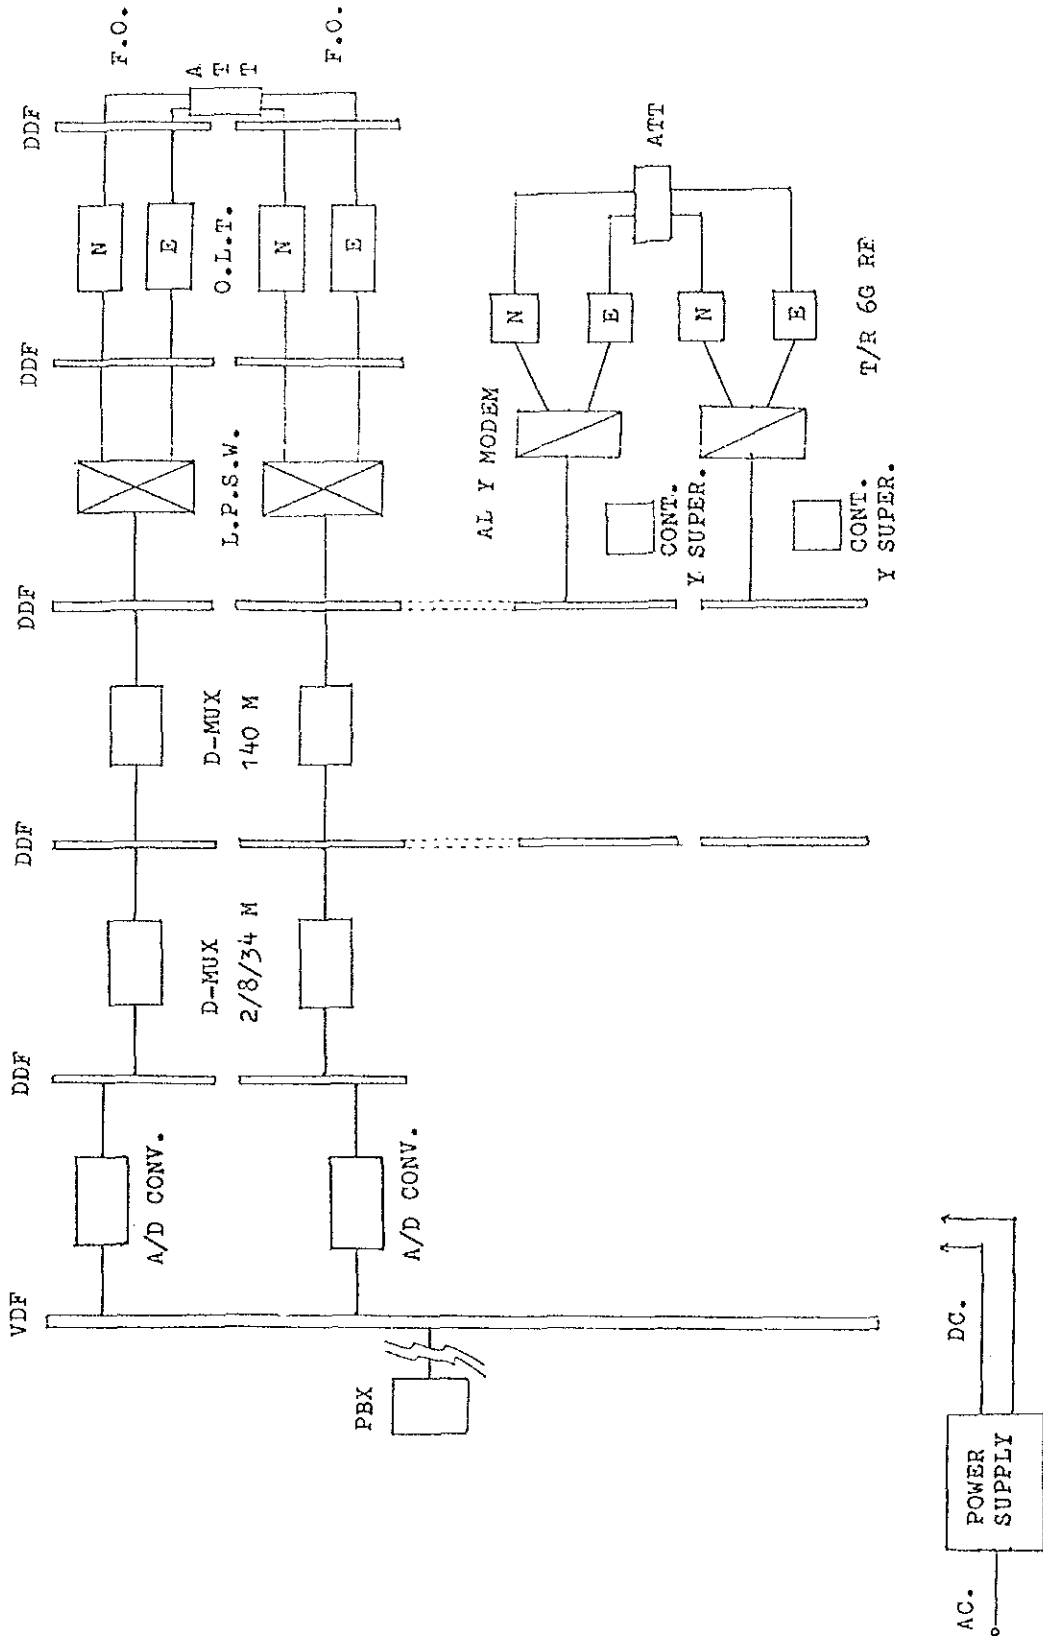 VDF
DDF
DDF
DDF
DDF
DDF
F.O.
N
E
A
T
T
O.L.T.
N
E
F.O.
A/D CONV.
D-MUX
2/8/34 M
D-MUX
140 M
L.P.S.W.
A/D CONV.
PBX
AL Y MODEM
N
E
ATT
N
E
CONT.
Y SUPER.
CONT.
Y SUPER.
T/R 6G RF
AC.
POWER
SUPPLY
DC.